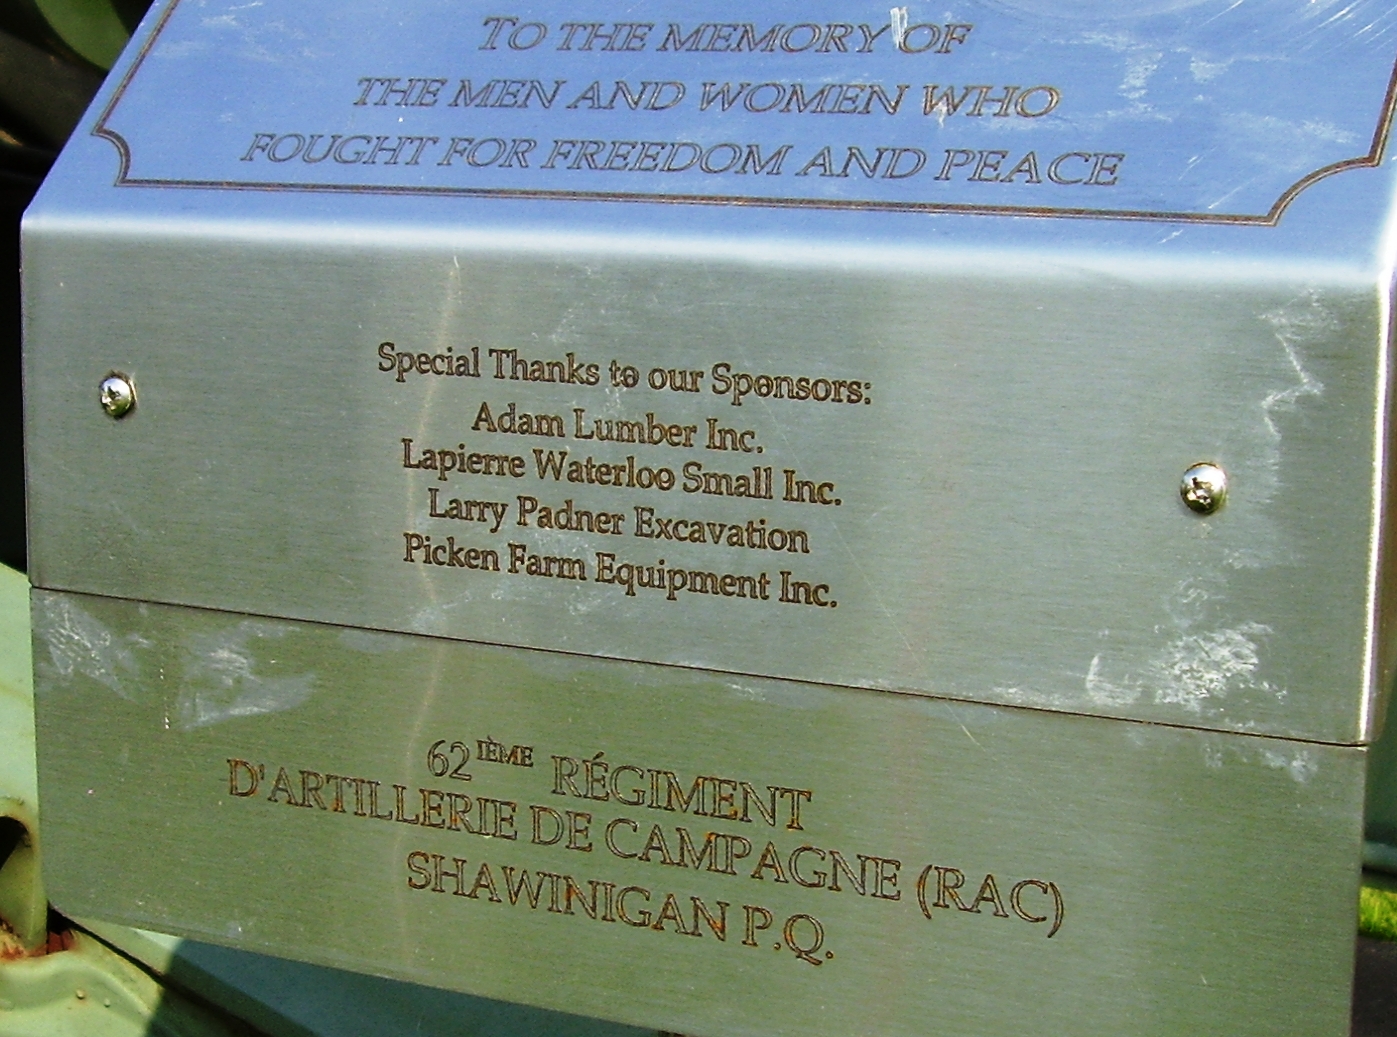 TO THE MEMORY OF
THE MEN AND WOMEN WHO
FOUGHT FOR FREEDOM AND PEACE
Special Thanks to our Sponsors:
Adam Lumber Inc.
Lapierre Waterloo Small Inc.
Larry Padner Excavation
Picken Farm Equipment Inc.
62IÈME RÉGIMENT
D'ARTILLERIE DE CAMPAGNE (RAC)
SHAWINIGAN P.Q.